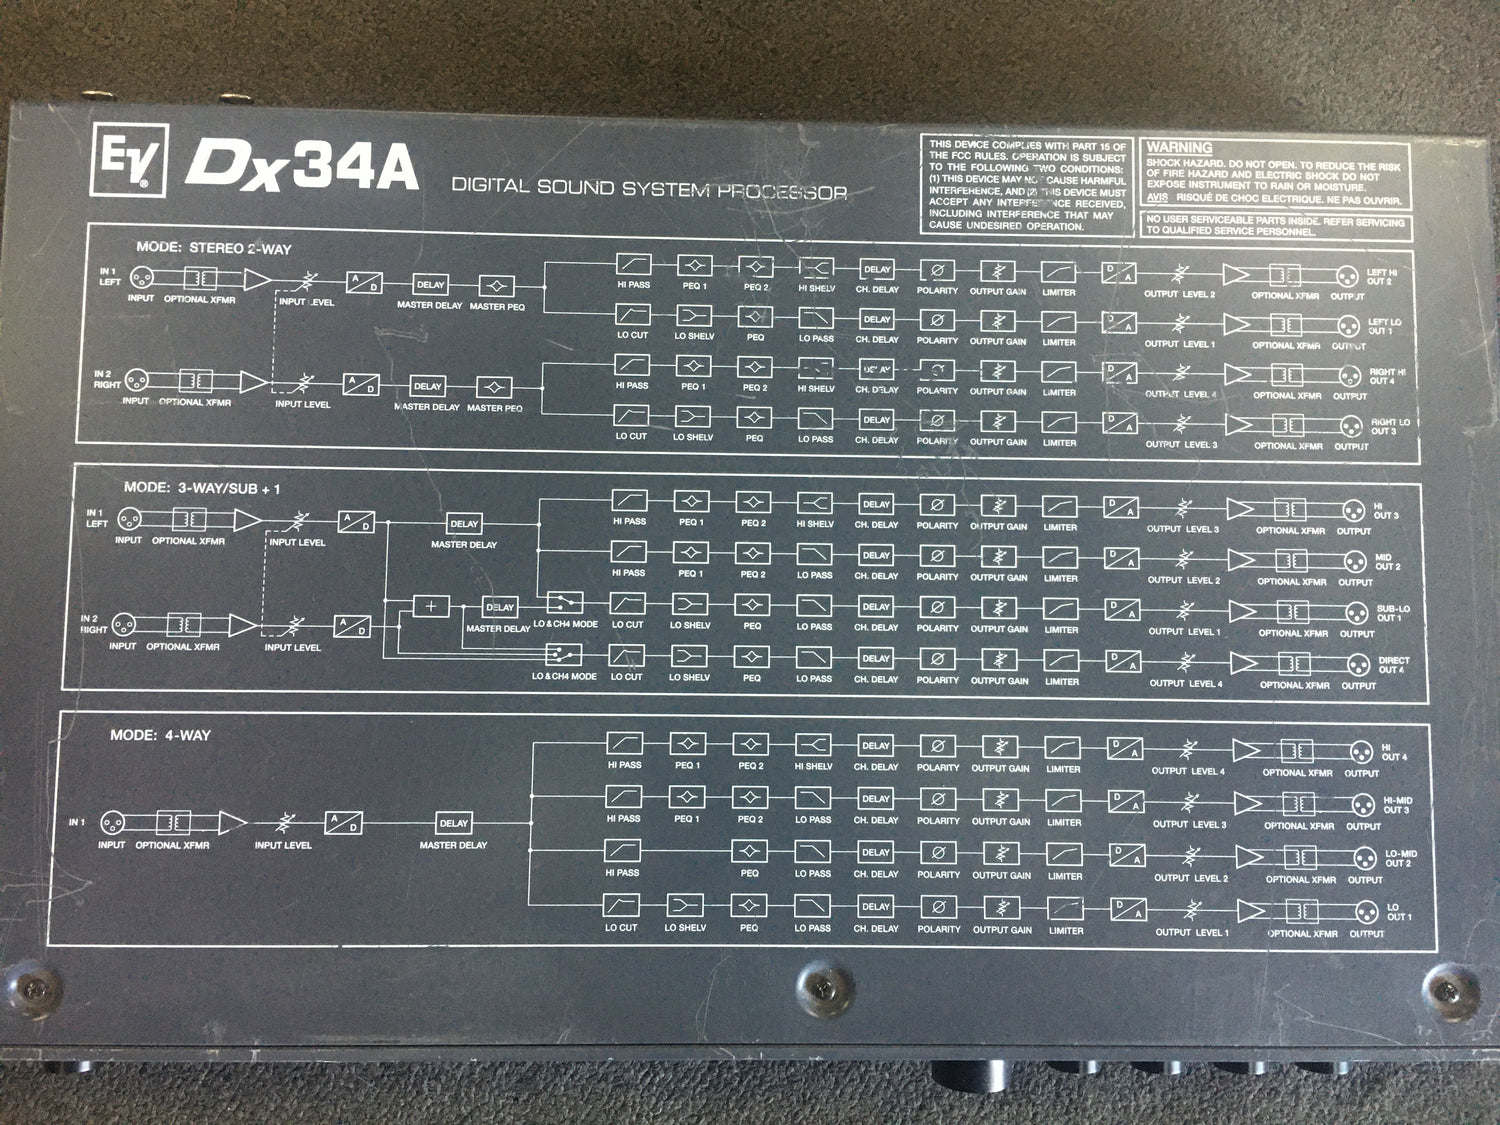 EV® Dx34A DIGITAL SOUND SYSTEM PROCESSOR
THIS DEVICE COMPLIES WITH PART 15 OF
THE FCC RULES. OPERATION IS SUBJECT
TO THE FOLLOWING TWO CONDITIONS:
(1) THIS DEVICE MAY NOT CAUSE HARMFUL
INTERFERENCE, AND (2) THIS DEVICE MUST
ACCEPT ANY INTERFERENCE RECEIVED,
INCLUDING INTERFERENCE THAT MAY
CAUSE UNDESIRED OPERATION.
WARNING
SHOCK HAZARD. DO NOT OPEN. TO REDUCE THE RISK
OF FIRE HAZARD AND ELECTRIC SHOCK DO NOT
EXPOSE INSTRUMENT TO RAIN OR MOISTURE.
AVIS RISQUÉ DE CHOC ELECTRIQUE. NE PAS OUVRIR.
NO USER SERVICEABLE PARTS INSIDE. REFER SERVICING
TO QUALIFIED SERVICE PERSONNEL.
MODE: STEREO 2-WAY
IN 1 LEFT A D DELAY DELAY D A LEFT HI OUT 2
INPUT OPTIONAL XFMR INPUT LEVEL MASTER DELAY MASTER PEQ HI PASS PEQ 1 PEQ 2 HI SHELV CH. DELAY POLARITY OUTPUT GAIN LIMITER OUTPUT LEVEL 2 OPTIONAL XFMR OUTPUT
DELAY D A LEFT LO OUT 1
LO CUT LO SHELV PEQ LO PASS CH. DELAY POLARITY OUTPUT GAIN LIMITER OUTPUT LEVEL 1 OPTIONAL XFMR OUTPUT
IN 2 RIGHT A D DELAY DELAY D A RIGHT HI OUT 4
INPUT OPTIONAL XFMR INPUT LEVEL MASTER DELAY MASTER PEQ HI PASS PEQ 1 PEQ 2 HI SHELV CH. DELAY POLARITY OUTPUT GAIN LIMITER OUTPUT LEVEL 4 OPTIONAL XFMR OUTPUT
DELAY D A RIGHT LO OUT 3
LO CUT LO SHELV PEQ LO PASS CH. DELAY POLARITY OUTPUT GAIN LIMITER OUTPUT LEVEL 3 OPTIONAL XFMR OUTPUT
MODE: 3-WAY/SUB + 1
IN 1 LEFT A D DELAY DELAY D A HI OUT 3
INPUT OPTIONAL XFMR INPUT LEVEL MASTER DELAY HI PASS PEQ 1 PEQ 2 HI SHELV CH. DELAY POLARITY OUTPUT GAIN LIMITER OUTPUT LEVEL 3 OPTIONAL XFMR OUTPUT
DELAY D A MID OUT 2
HI PASS PEQ 1 PEQ 2 LO PASS CH. DELAY POLARITY OUTPUT GAIN LIMITER OUTPUT LEVEL 2 OPTIONAL XFMR OUTPUT
IN 2 RIGHT A D + DELAY DELAY D A SUB-LO OUT 1
INPUT OPTIONAL XFMR INPUT LEVEL MASTER DELAY LO & CH4 MODE LO CUT LO SHELV PEQ LO PASS CH. DELAY POLARITY OUTPUT GAIN LIMITER OUTPUT LEVEL 1 OPTIONAL XFMR OUTPUT
DELAY D A DIRECT OUT 4
LO & CH4 MODE LO CUT LO SHELV PEQ LO PASS CH. DELAY POLARITY OUTPUT GAIN LIMITER OUTPUT LEVEL 4 OPTIONAL XFMR OUTPUT
MODE: 4-WAY
DELAY D A HI OUT 4
HI PASS PEQ 1 PEQ 2 HI SHELV CH. DELAY POLARITY OUTPUT GAIN LIMITER OUTPUT LEVEL 4 OPTIONAL XFMR OUTPUT
DELAY D A HI-MID OUT 3
HI PASS PEQ 1 PEQ 2 LO PASS CH. DELAY POLARITY OUTPUT GAIN LIMITER OUTPUT LEVEL 3 OPTIONAL XFMR OUTPUT
IN 1 A D DELAY
INPUT OPTIONAL XFMR INPUT LEVEL MASTER DELAY
DELAY D A LO-MID OUT 2
HI PASS PEQ LO PASS CH. DELAY POLARITY OUTPUT GAIN LIMITER OUTPUT LEVEL 2 OPTIONAL XFMR OUTPUT
DELAY D A LO OUT 1
LO CUT LO SHELV PEQ LO PASS CH. DELAY POLARITY OUTPUT GAIN LIMITER OUTPUT LEVEL 1 OPTIONAL XFMR OUTPUT